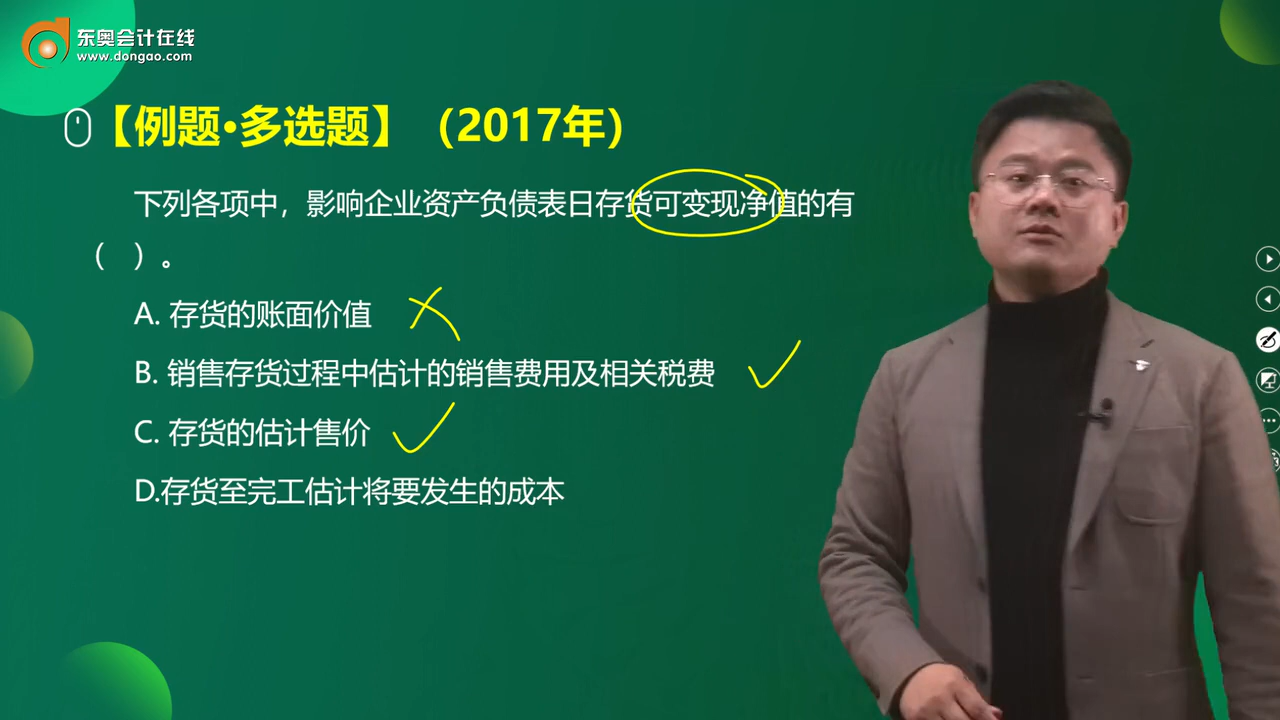 东奥会计在线
www.dongao.com
【例题•多选题】（2017年）
下列各项中，影响企业资产负债表日存货可变现净值的有
（ ）。
A. 存货的账面价值
B. 销售存货过程中估计的销售费用及相关税费
C. 存货的估计售价
D.存货至完工估计将要发生的成本